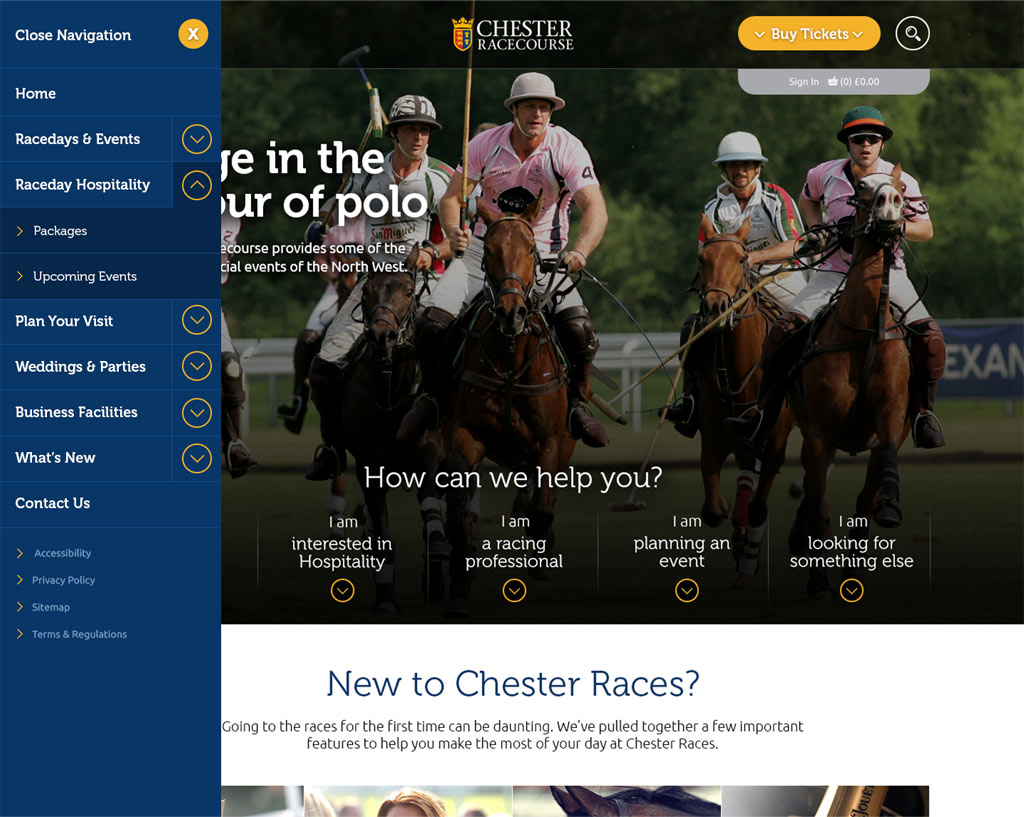 Close Navigation
X
Home
Racedays & Events
Raceday Hospitality
Packages
Upcoming Events
Plan Your Visit
Weddings & Parties
Business Facilities
What's New
Contact Us
Accessibility
Privacy Policy
Sitemap
Terms & Regulations
CHESTER
RACECOURSE
Buy Tickets
Sign In (0) £0.00
ge in the
our of polo
ecourse provides some of the
cial events of the North West.
San Miguel
4
EXAN
How can we help you?
I am
interested in
Hospitality
I am
a racing
professional
I am
planning an
event
I am
looking for
something else
New to Chester Races?
Going to the races for the first time can be daunting. We've pulled together a few important
features to help you make the most of your day at Chester Races.